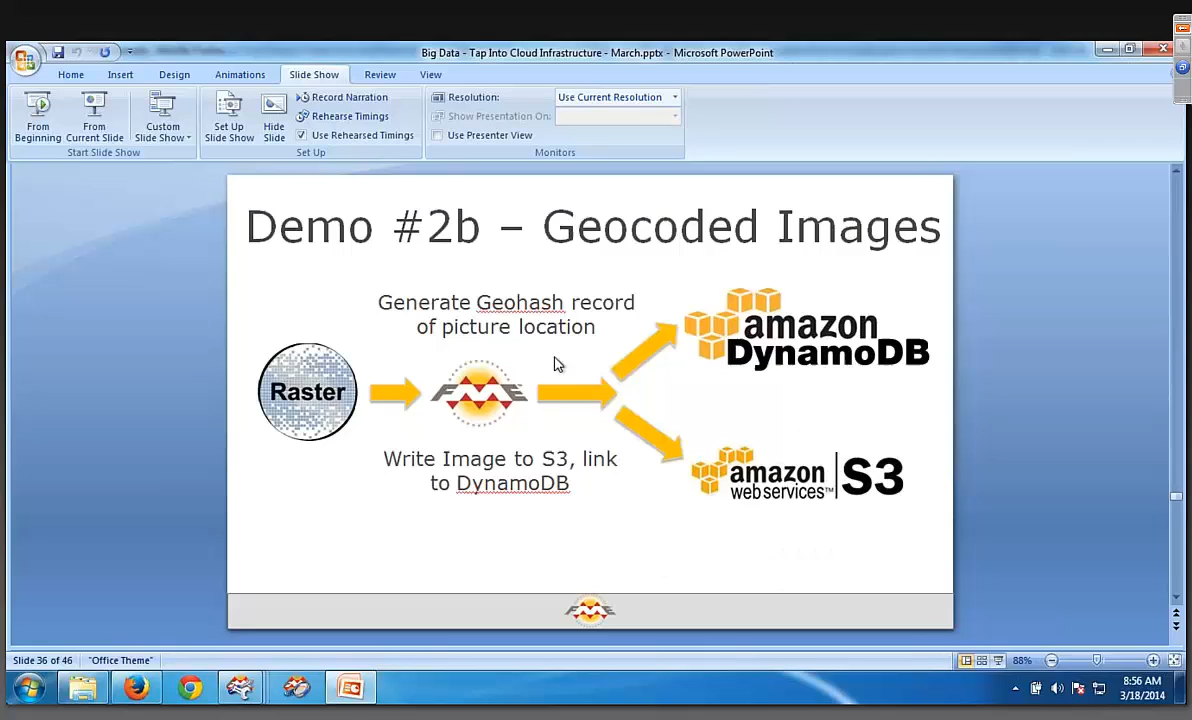 Big Data - Tap Into Cloud Infrastructure - March.pptx - Microsoft PowerPoint
Home Insert Design Animations Slide Show Review View
From Beginning
From Current Slide
Custom Slide Show
Start Slide Show
Set Up Slide Show
Hide Slide
Record Narration
Rehearse Timings
Use Rehearsed Timings
Set Up
Resolution: Use Current Resolution
Show Presentation On:
Use Presenter View
Monitors
Demo #2b – Geocoded Images
Generate Geohash record
of picture location
Raster
FME
amazon
DynamoDB
Write Image to S3, link
to DynamoDB
amazon
webservices™
S3
FME
Slide 36 of 46 "Office Theme" 88%
8:56 AM
3/18/2014